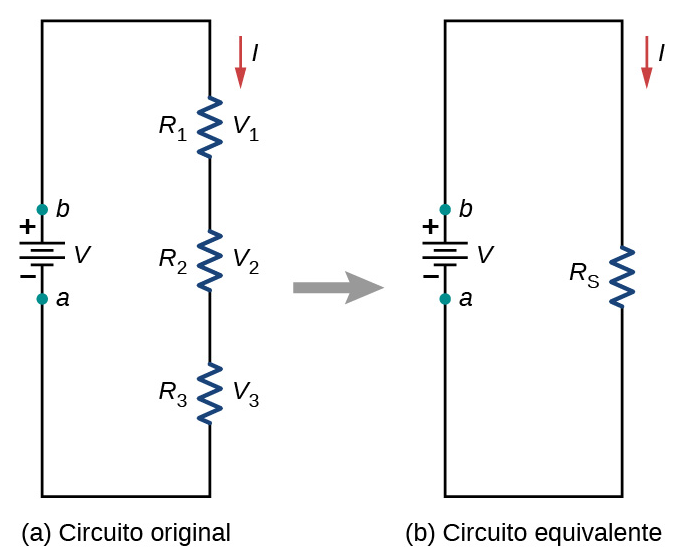 I
R1 V1
b
+
V
−
a
R2 V2
R3 V3
(a) Circuito original
I
b
+
V
−
a
RS
(b) Circuito equivalente